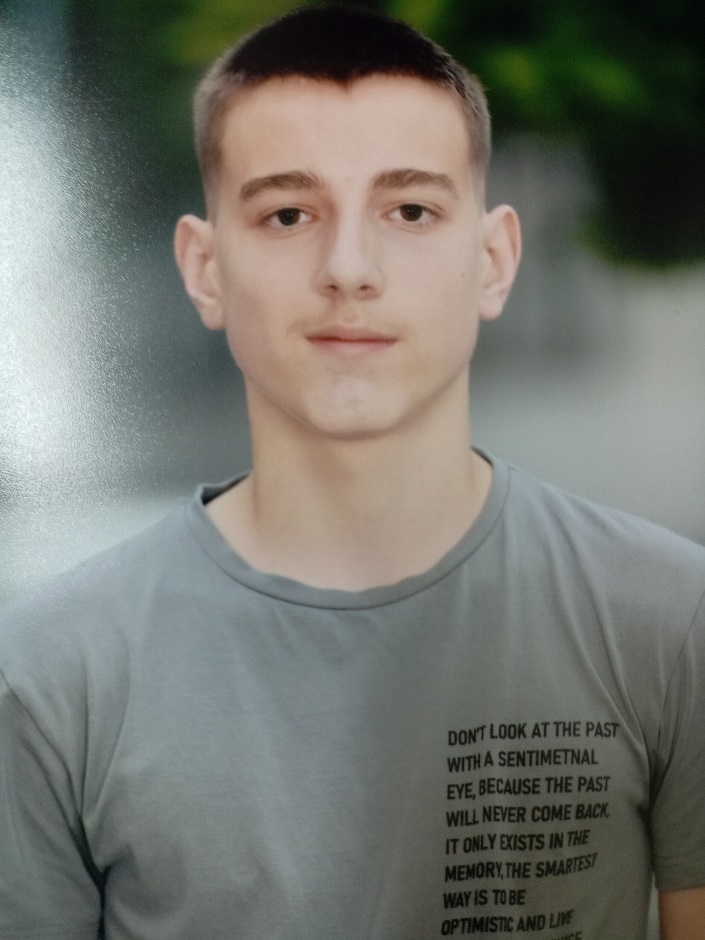 DON'T LOOK AT THE PAST
WITH A SENTIMETNAL
EYE, BECAUSE THE PAST
WILL NEVER COME BACK.
IT ONLY EXISTS IN THE
MEMORY,THE SMARTEST
WAY IS TO BE
OPTIMISTIC AND LIVE